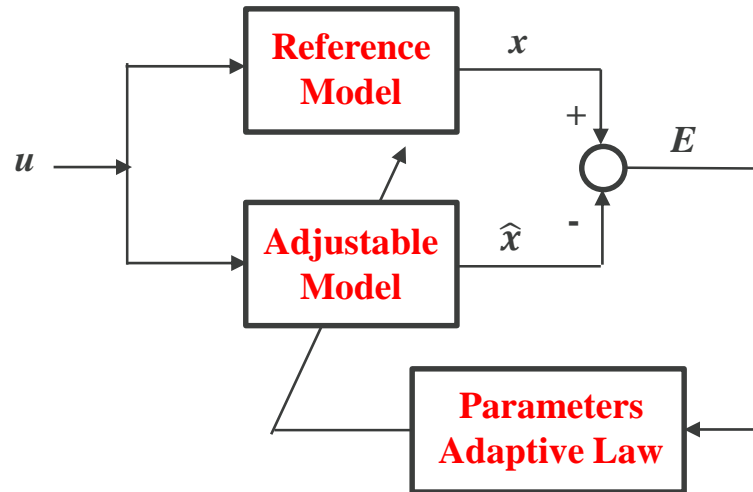 Reference
Model
x
+
E
u
-
Adjustable
Model
x̂
Parameters
Adaptive Law